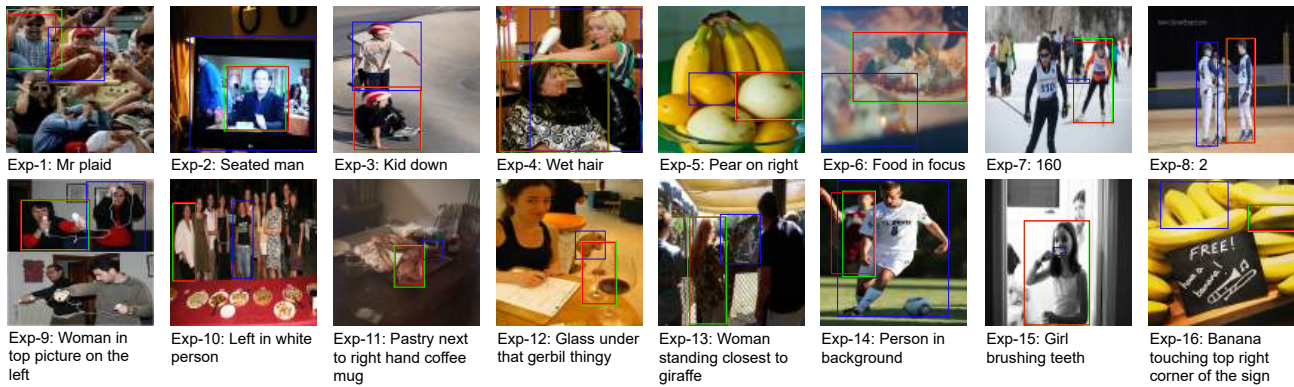 Exp-1: Mr plaid
Exp-2: Seated man
Exp-3: Kid down
Exp-4: Wet hair
Exp-5: Pear on right
Exp-6: Food in focus
Exp-7: 160
Exp-8: 2
FREE!
have a
banana!
8
Exp-9: Woman in
top picture on the
left
Exp-10: Left in white
person
Exp-11: Pastry next
to right hand coffee
mug
Exp-12: Glass under
that gerbil thingy
Exp-13: Woman
standing closest to
giraffe
Exp-14: Person in
background
Exp-15: Girl
brushing teeth
Exp-16: Banana
touching top right
corner of the sign